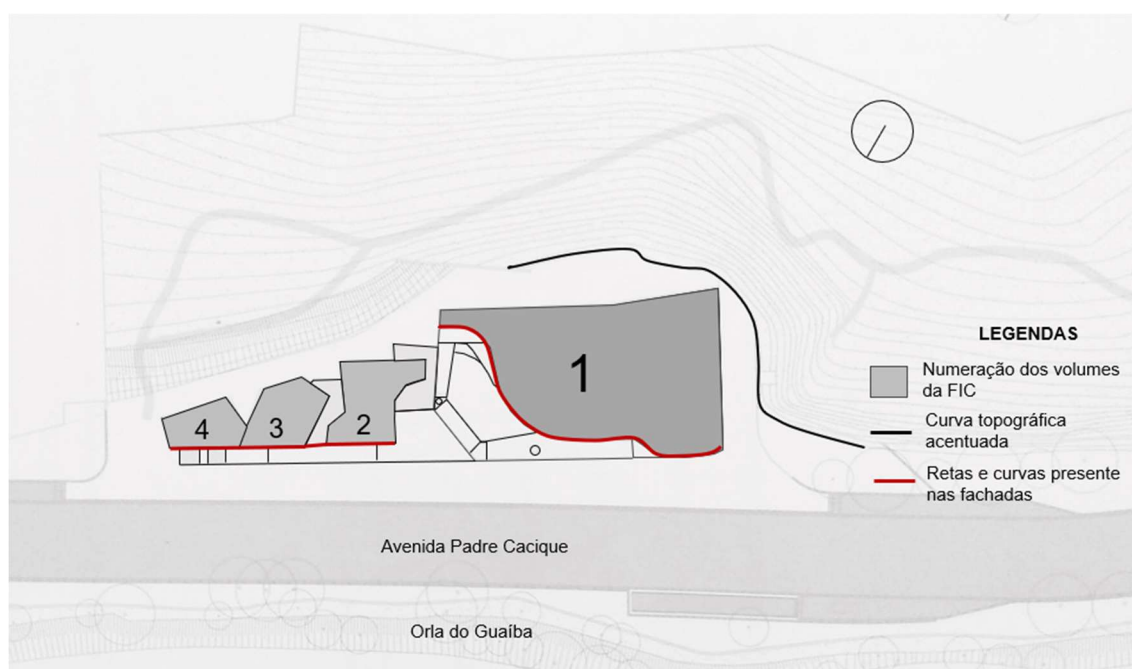 1
2
3
4
LEGENDAS
Numeração dos volumes
da FIC
Curva topográfica
acentuada
Retas e curvas presente
nas fachadas
Avenida Padre Cacique
Orla do Guaíba